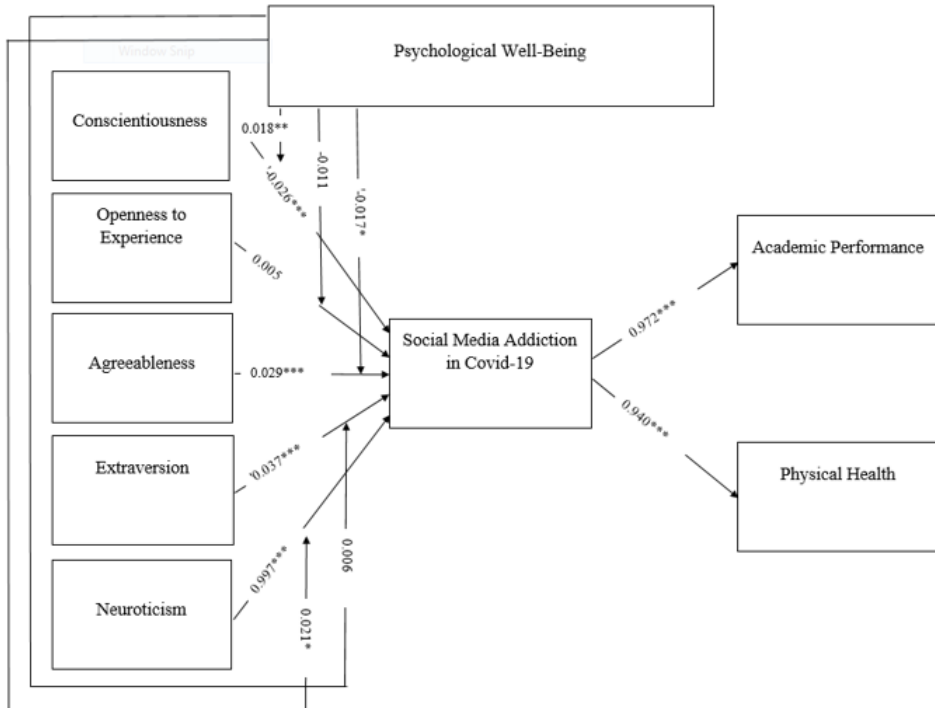 Psychological Well-Being
Window Snip
Conscientiousness
0.018**
-0.011
'-0.017*
'-0.026***
Openness to
Experience
0.005
Academic Performance
0.972***
Social Media Addiction
in Covid-19
Agreeableness
0.029***
0.940***
Extraversion
'0.037***
Physical Health
0.006
Neuroticism
0.997***
0.021*